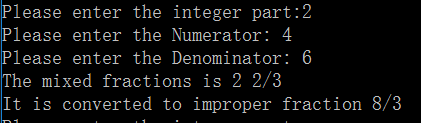 Please enter the integer part:2
Please enter the Numerator: 4
Please enter the Denominator: 6
The mixed fractions is 2 2/3
It is converted to improper fraction 8/3